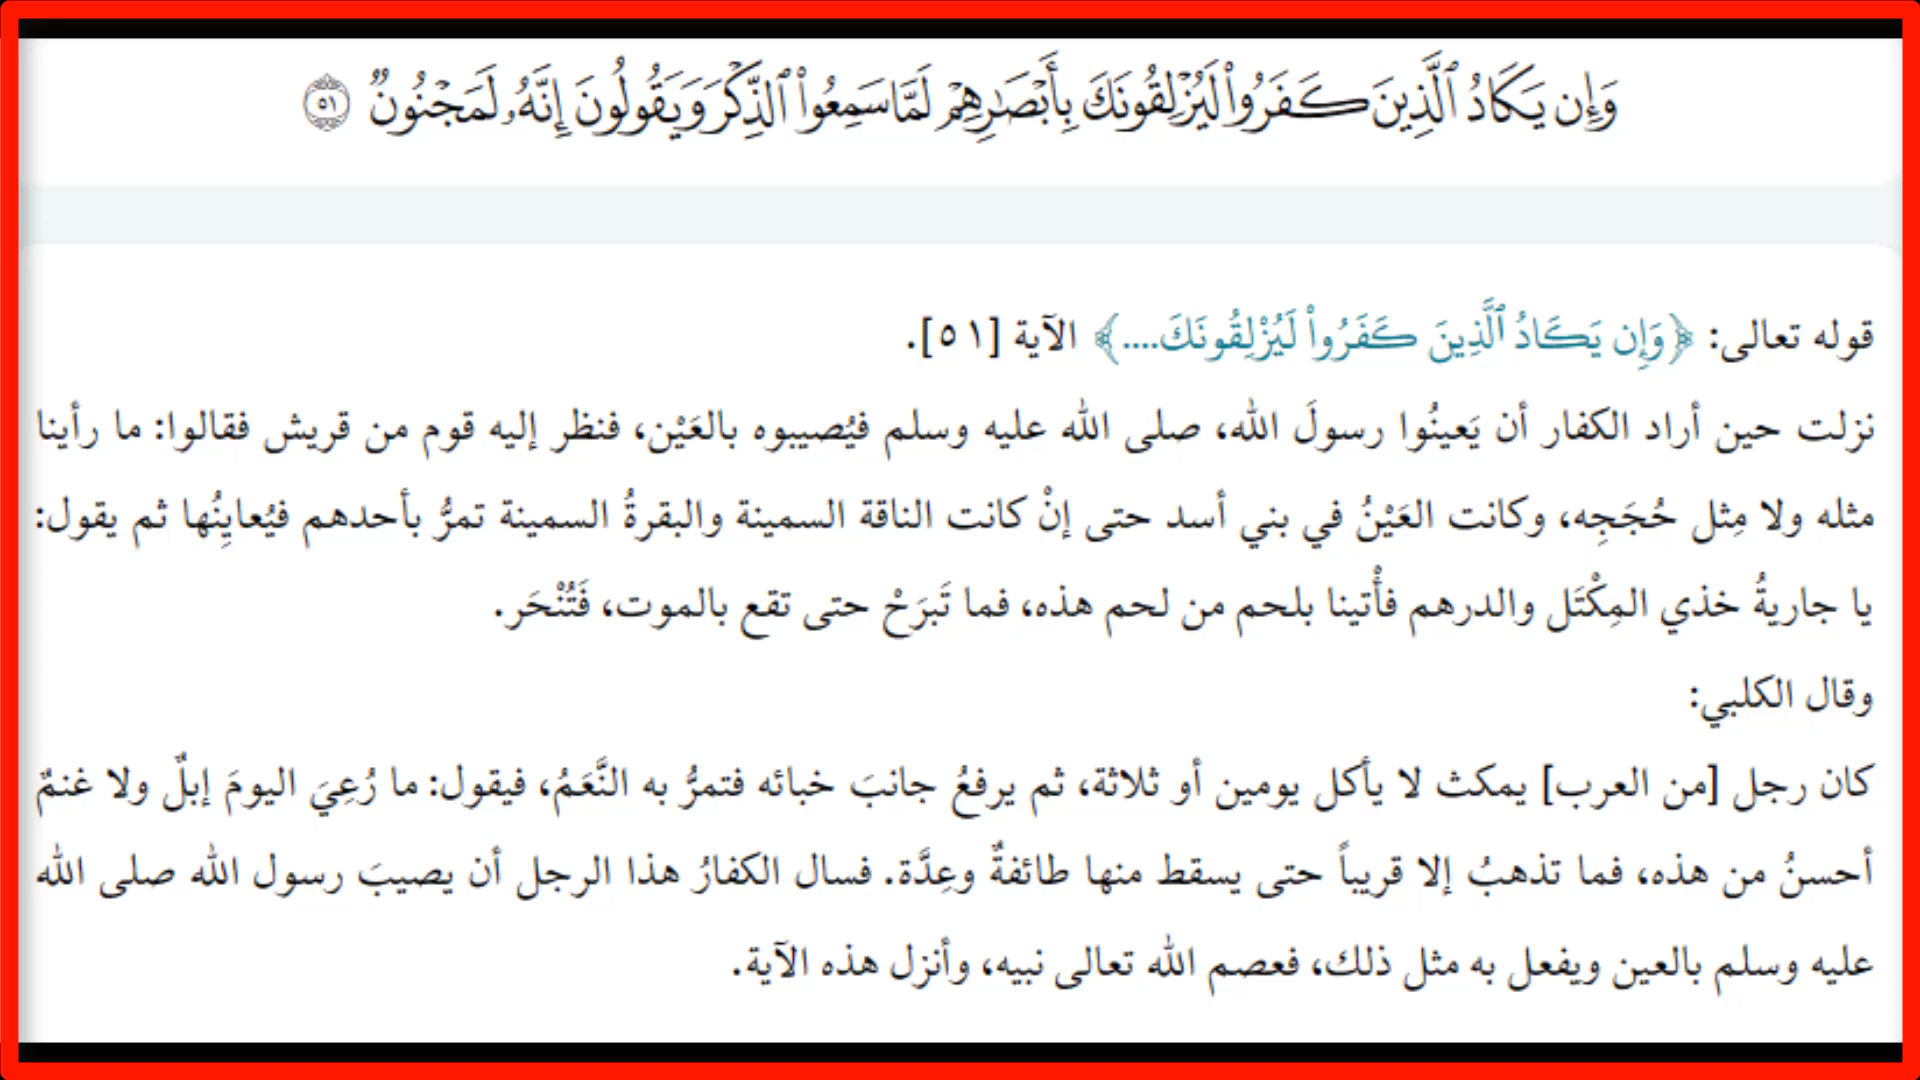 وَإِن يَكَادُ ٱلَّذِينَ كَفَرُوا۟ لَيُزْلِقُونَكَ بِأَبْصَـٰرِهِمْ لَمَّا سَمِعُوا۟ ٱلذِّكْرَ وَيَقُولُونَ إِنَّهُۥ لَمَجْنُونٌ ٥١
قوله تعالى: ﴿وَإِن يَكَادُ ٱلَّذِينَ كَفَرُوا۟ لَيُزْلِقُونَكَ....﴾ الآية [٥١].
نزلت حين أراد الكفار أن يَعينُوا رسولَ الله، صلى الله عليه وسلم فيُصيبوه بالعَيْن، فنظر إليه قوم من قريش فقالوا: ما رأينا
مثله ولا مِثل حُجَجِه، وكانت العَيْنُ في بني أسد حتى إنْ كانت الناقة السمينة والبقرةُ السمينة تمرُّ بأحدهم فيُعاينُها ثم يقول:
يا جاريةُ خذي المِكْتَل والدرهم فأْتينا بلحم من لحم هذه، فما تَبرَحْ حتى تقع بالموت، فَتُنْحَر.
وقال الكلبي:
كان رجل [من العرب] يمكث لا يأكل يومين أو ثلاثة، ثم يرفعُ جانبَ خبائه فتمرُّ به النَّعَمُ، فيقول: ما رُعِيَ اليومَ إبلٌ ولا غنمٌ
أحسنُ من هذه، فما تذهبُ إلا قريباً حتى يسقط منها طائفةٌ وعِدَّة. فسال الكفارُ هذا الرجل أن يصيبَ رسول الله صلى الله
عليه وسلم بالعين ويفعل به مثل ذلك، فعصم الله تعالى نبيه، وأنزل هذه الآية.